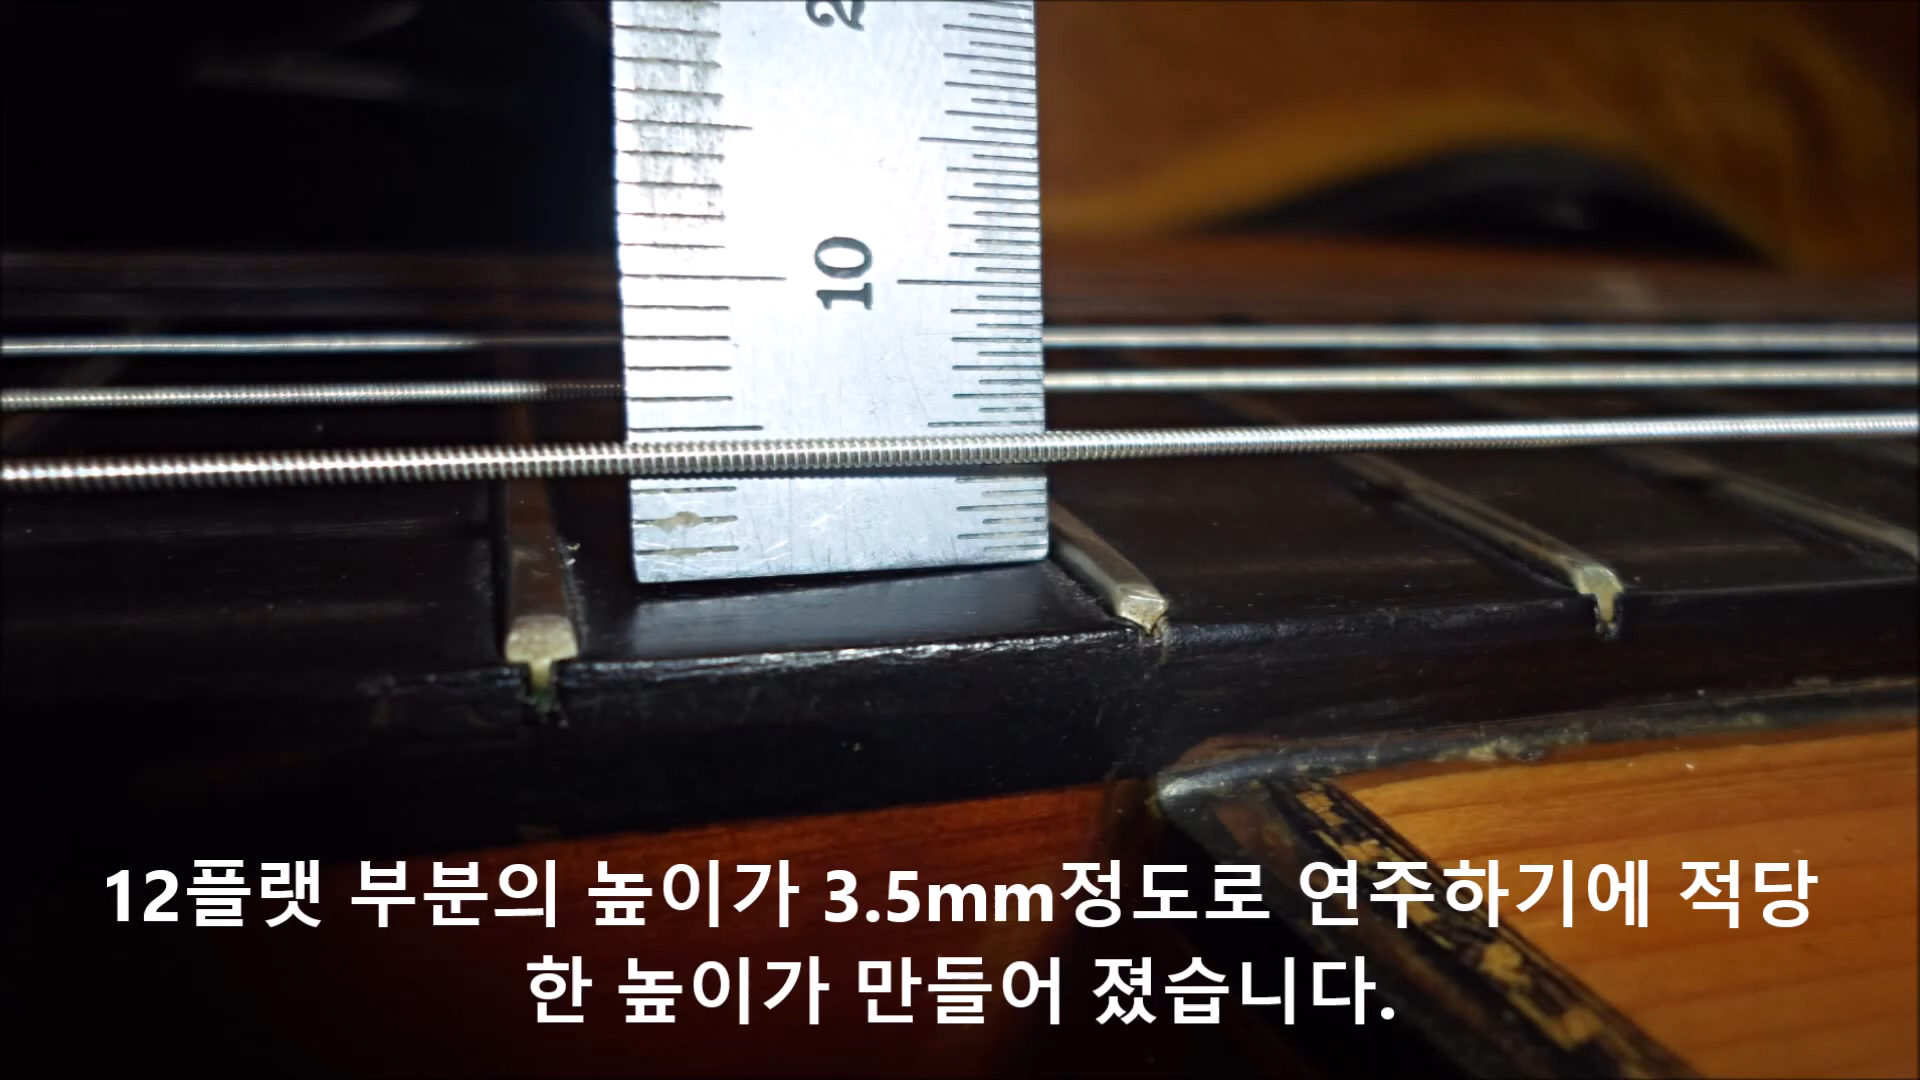 10
12플랫 부분의 높이가 3.5mm정도로 연주하기에 적당
한 높이가 만들어 졌습니다.